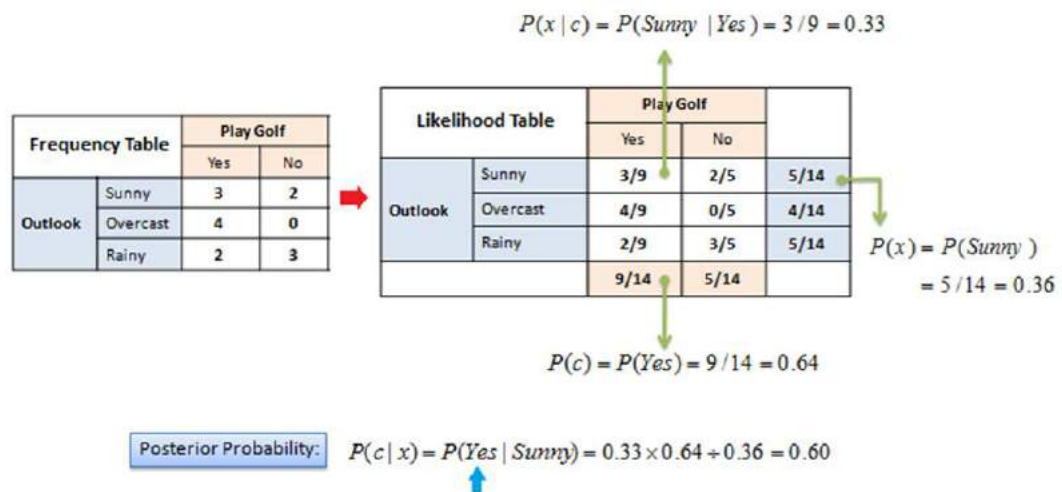 P(x | c) = P(Sunny | Yes) = 3 / 9 = 0.33
Frequency Table Play Golf
Yes No
Outlook Sunny 3 2
Overcast 4 0
Rainy 2 3
Likelihood Table Play Golf
Yes No
Outlook Sunny 3/9 2/5 5/14
Overcast 4/9 0/5 4/14
Rainy 2/9 3/5 5/14
9/14 5/14
P(x) = P(Sunny )
= 5 / 14 = 0.36
P(c) = P(Yes) = 9 / 14 = 0.64
Posterior Probability: P(c | x) = P(Yes | Sunny) = 0.33 × 0.64 ÷ 0.36 = 0.60